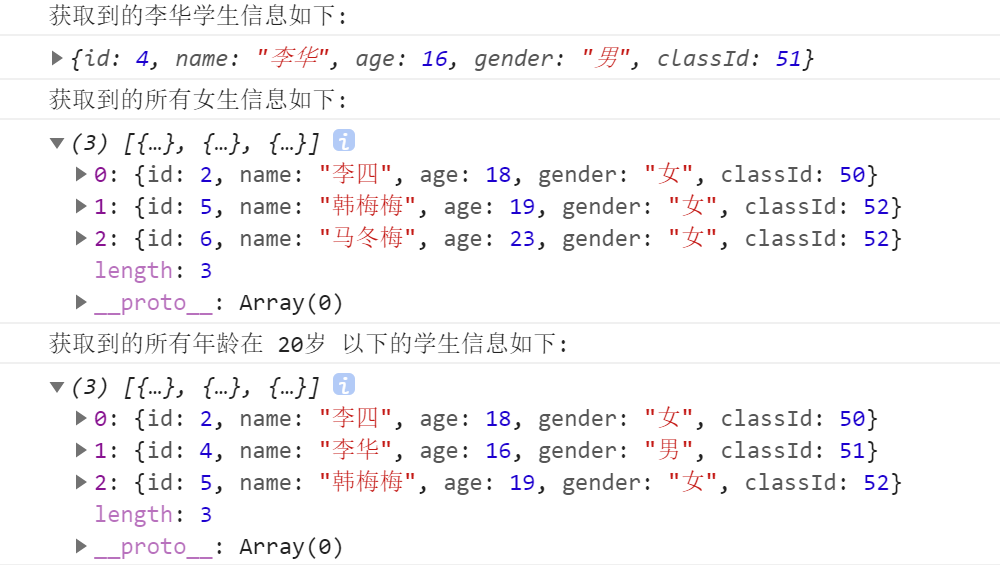 获取到的李华学生信息如下:
{id: 4, name: "李华", age: 16, gender: "男", classId: 51}
获取到的所有女生信息如下:
(3) [{…}, {…}, {…}] i
0: {id: 2, name: "李四", age: 18, gender: "女", classId: 50}
1: {id: 5, name: "韩梅梅", age: 19, gender: "女", classId: 52}
2: {id: 6, name: "马冬梅", age: 23, gender: "女", classId: 52}
length: 3
__proto__: Array(0)
获取到的所有年龄在 20岁 以下的学生信息如下:
(3) [{…}, {…}, {…}] i
0: {id: 2, name: "李四", age: 18, gender: "女", classId: 50}
1: {id: 4, name: "李华", age: 16, gender: "男", classId: 51}
2: {id: 5, name: "韩梅梅", age: 19, gender: "女", classId: 52}
length: 3
__proto__: Array(0)